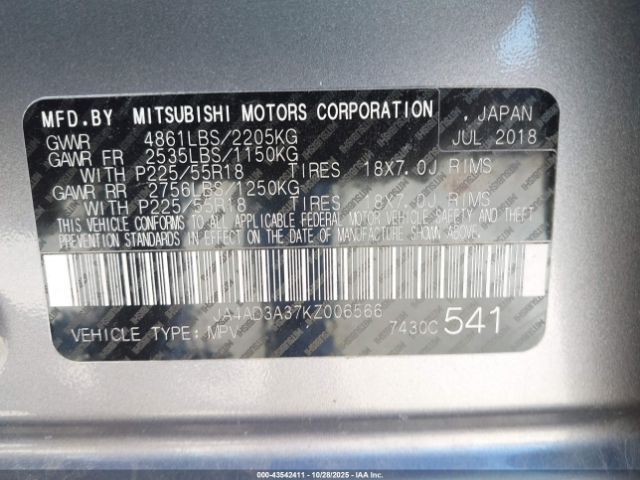 MFD.BY MITSUBISHI MOTORS CORPORATION , JAPAN
GVWR 4861LBS/2205KG JUL 2018
GAWR FR 2535LBS/1150KG
WITH P225/55R18 TIRES 18X7.0J RIMS
GAWR RR 2756LBS/1250KG
WITH P225/55R18 TIRES 18X7.0J RIMS
THIS VEHICLE CONFORMS TO ALL APPLICABLE FEDERAL MOTOR VEHICLE SAFETY AND THEFT
PREVENTION STANDARDS IN EFFECT ON THE DATE OF MANUFACTURE SHOWN ABOVE.
JA4AD3A37KZ006566
VEHICLE TYPE: MPV 7430C 541
000-43542411 - 10/28/2025 - IAAI, Inc.